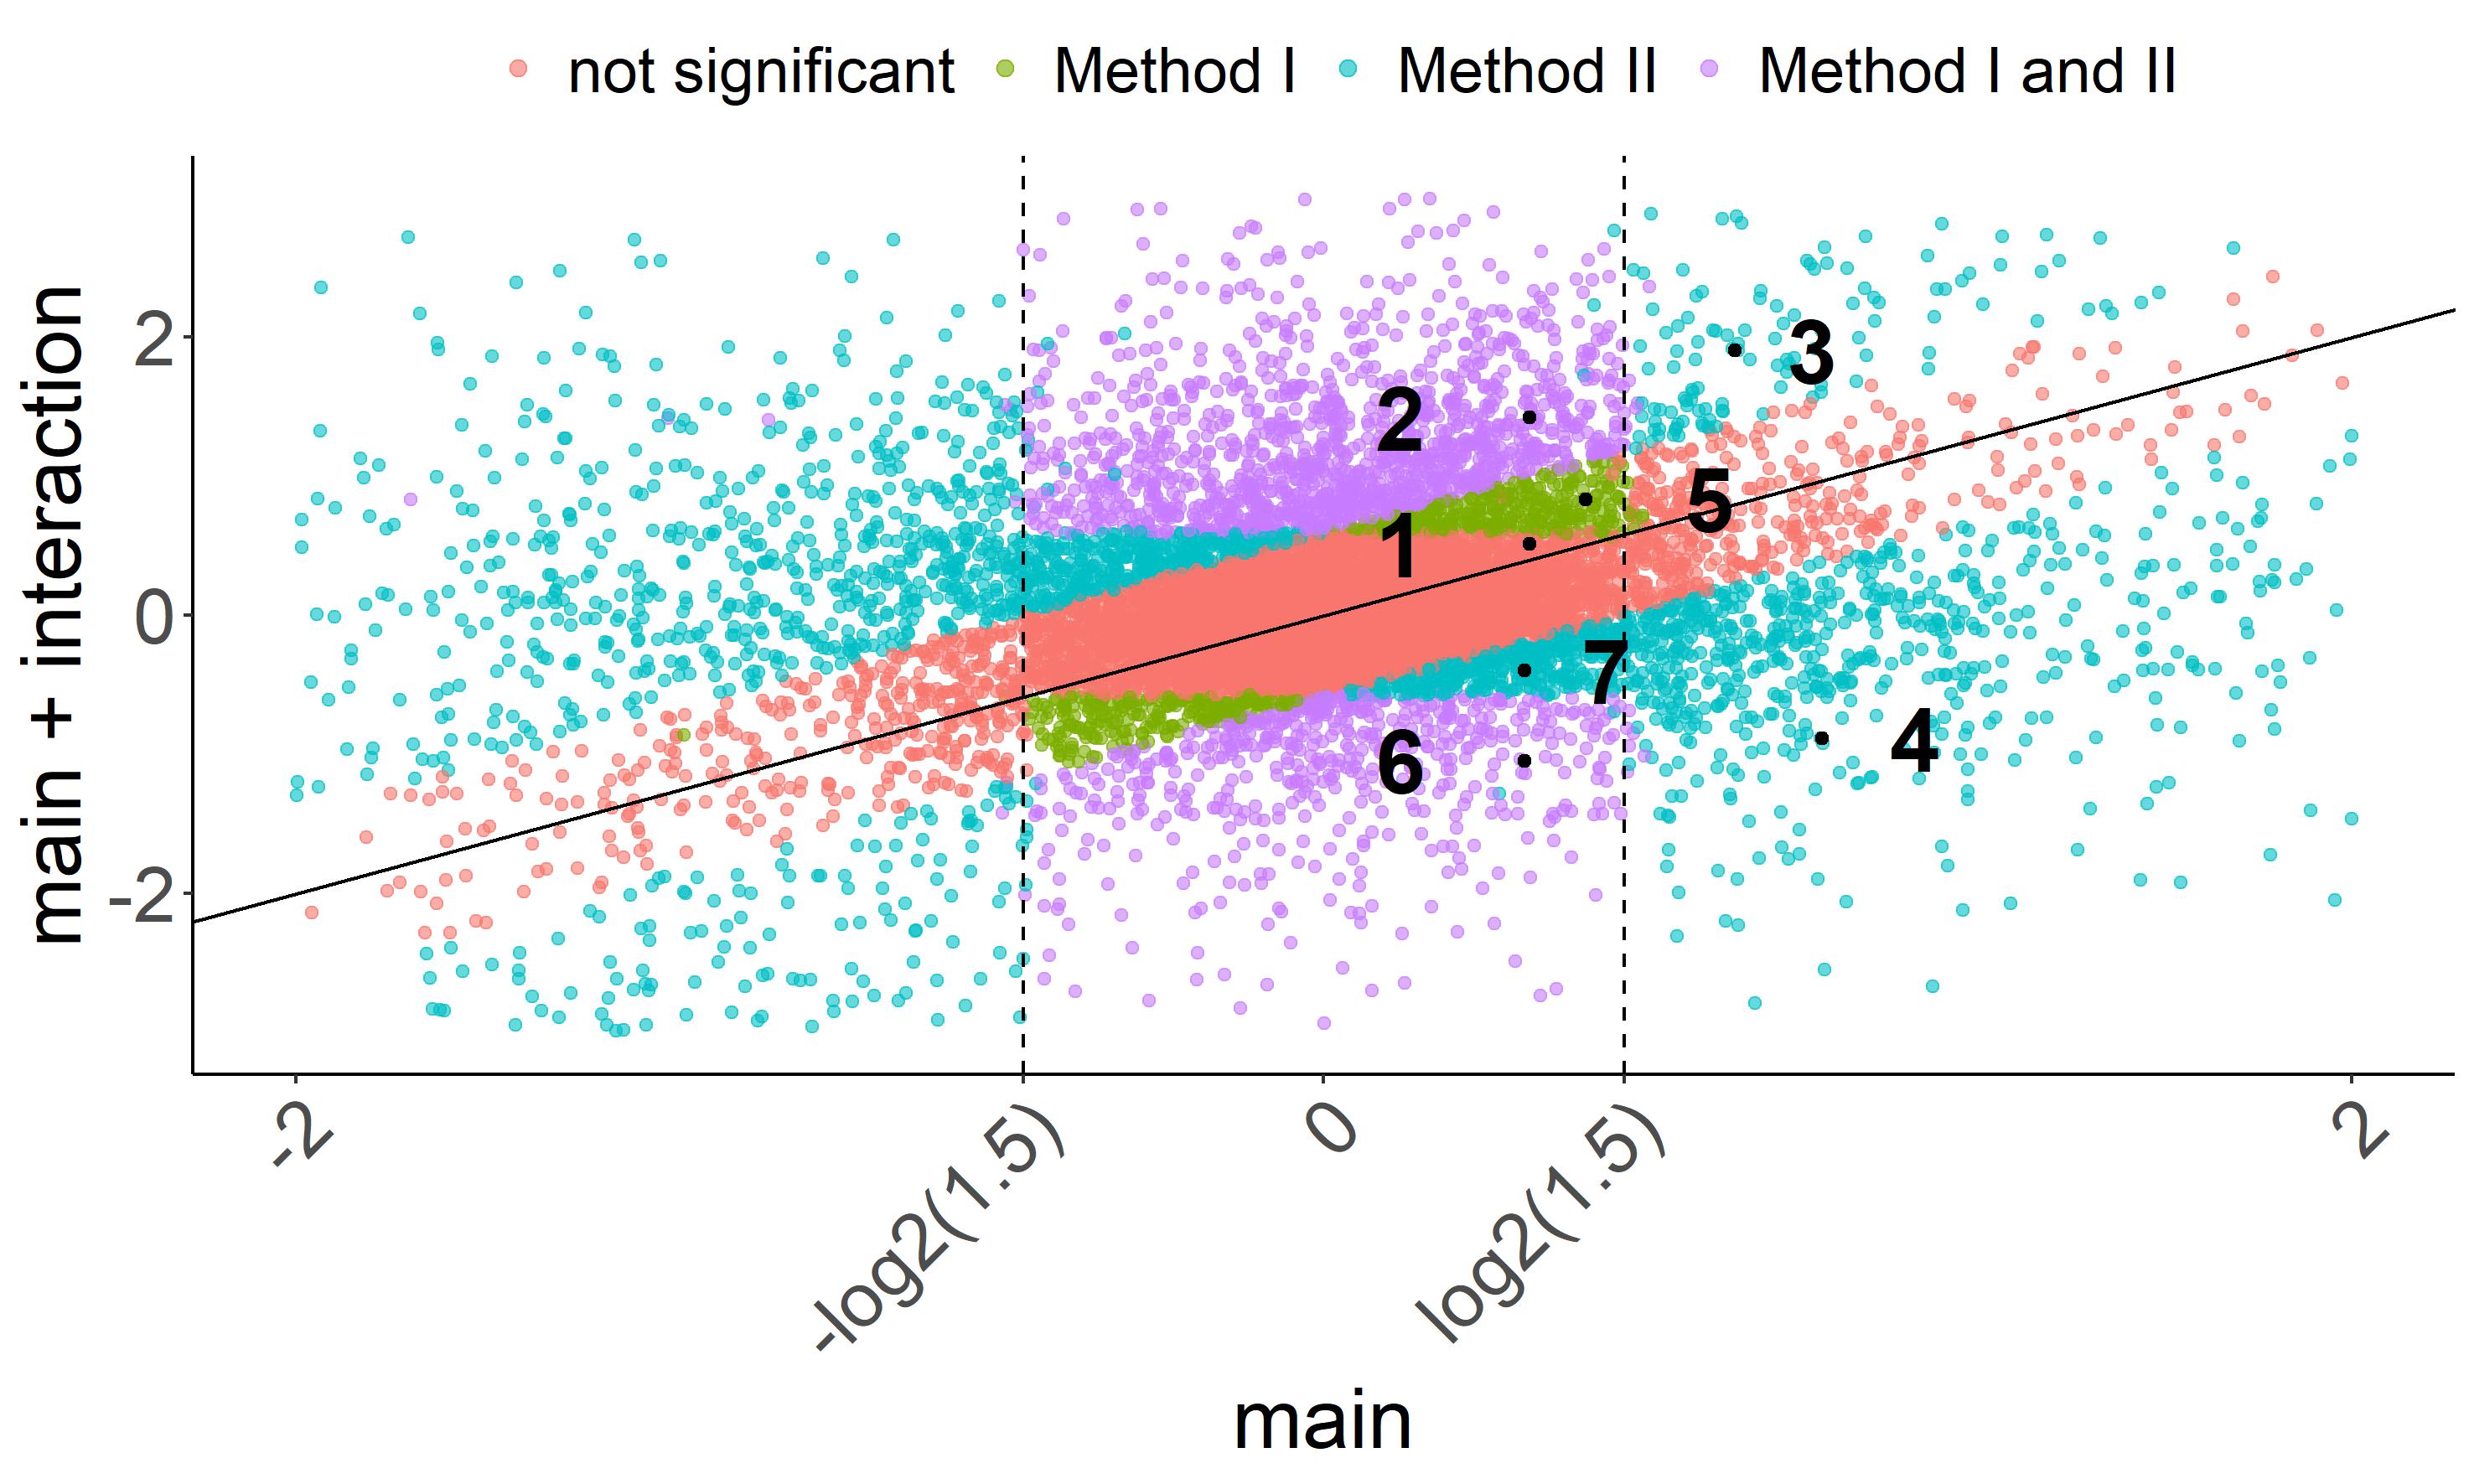 not significant Method I Method II Method I and II
main + interaction
2
0
-2
3
2
5
1
7
4
6
-2 -log2(1.5) 0 log2(1.5) 2
main